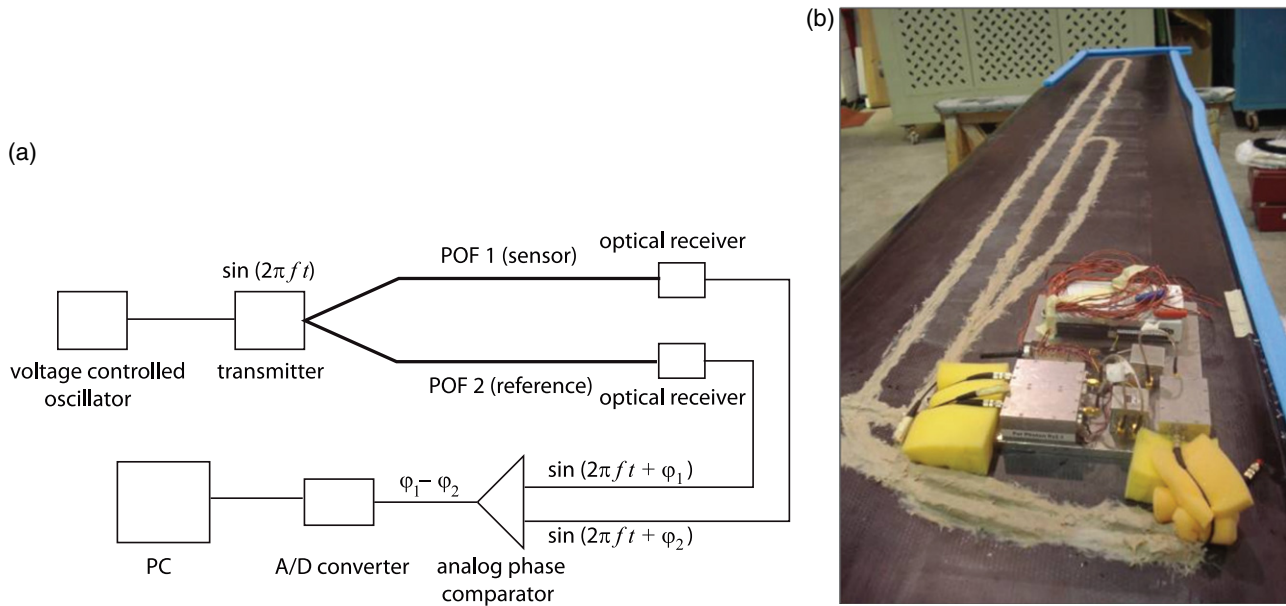 (a)
sin (2π f t)
POF 1 (sensor)
optical receiver
voltage controlled
oscillator
transmitter
POF 2 (reference)
optical receiver
φ1 – φ2
sin (2π f t + φ1)
sin (2π f t + φ2)
PC
A/D converter
analog phase
comparator
(b)